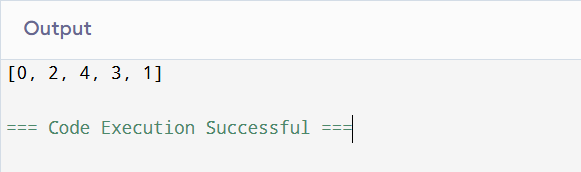 Output
[0, 2, 4, 3, 1]
=== Code Execution Successful ===